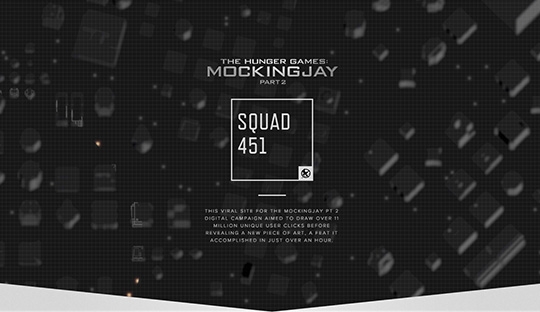 THE HUNGER GAMES:
MOCKINGJAY
PART 2
SQUAD
451
THIS VIRAL SITE FOR THE MOCKINGJAY PT 2
DIGITAL CAMPAIGN AIMED TO DRAW OVER 11
MILLION UNIQUE USER CLICKS BEFORE
REVEALING A NEW PIECE OF ART, A FEAT IT
ACCOMPLISHED IN JUST OVER AN HOUR.